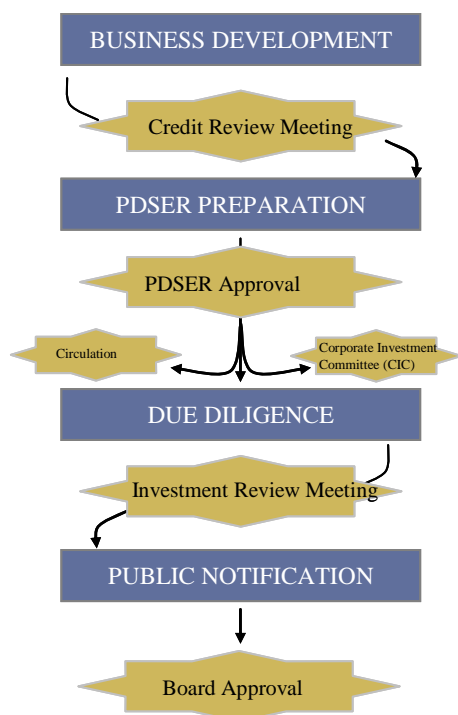 BUSINESS DEVELOPMENT
Credit Review Meeting
PDSER PREPARATION
PDSER Approval
Circulation
Corporate Investment
Committee (CIC)
DUE DILIGENCE
Investment Review Meeting
PUBLIC NOTIFICATION
Board Approval